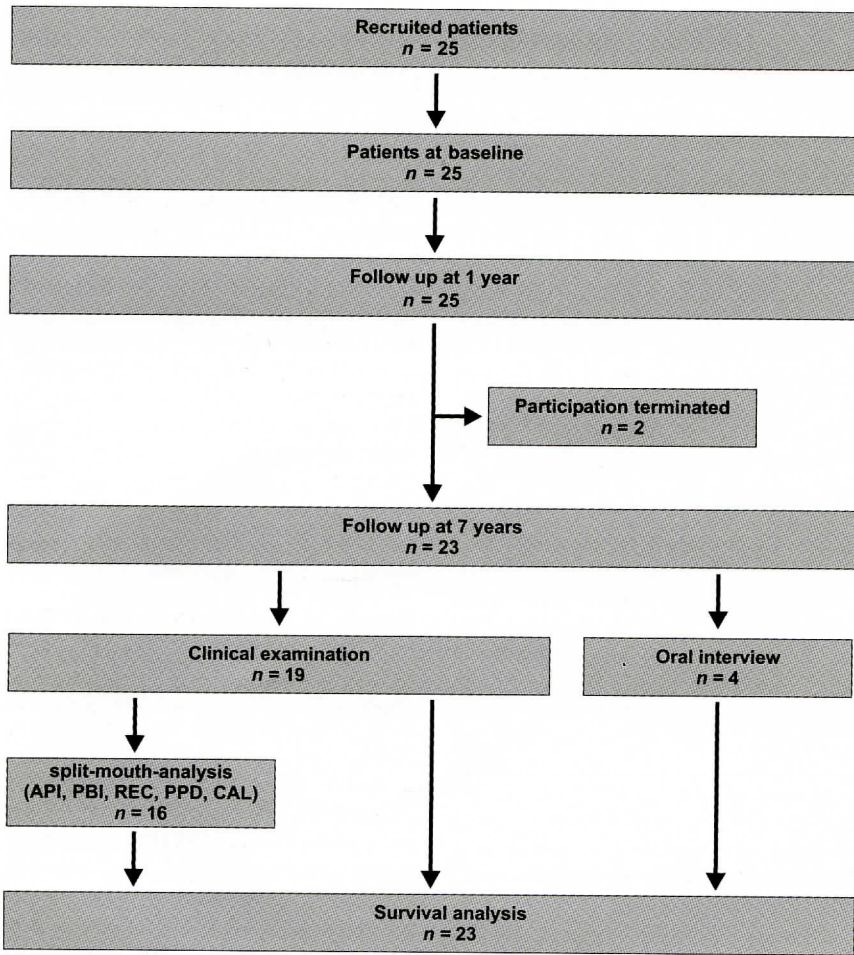 Recruited patients
n = 25
Patients at baseline
n = 25
Follow up at 1 year
n = 25
Participation terminated
n = 2
Follow up at 7 years
n = 23
Clinical examination
n = 19
Oral interview
n = 4
split-mouth-analysis
(API, PBI, REC, PPD, CAL)
n = 16
Survival analysis
n = 23